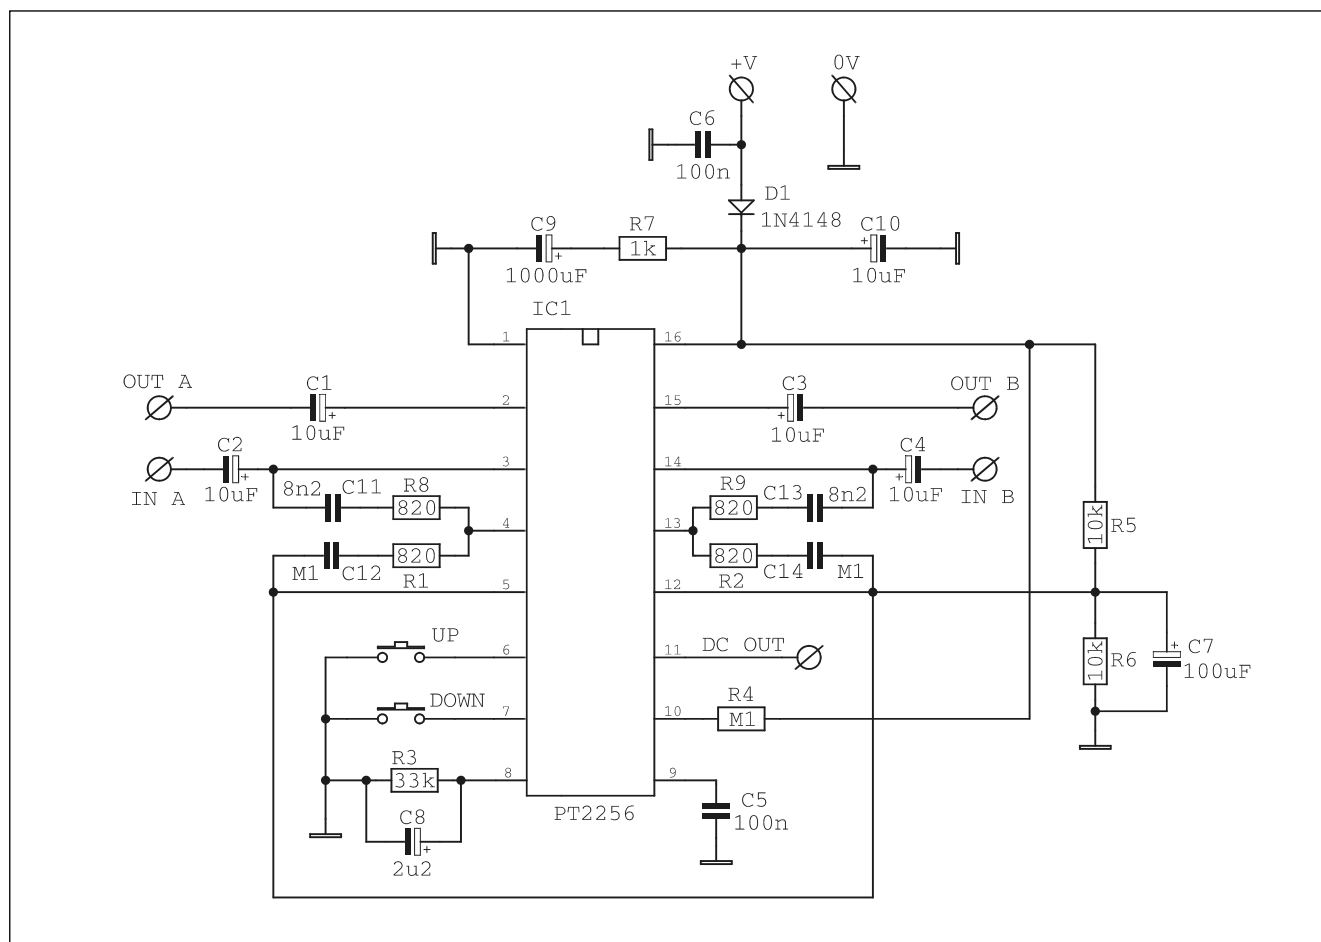 +V 0V
C6
100n
D1
1N4148
C9 R7 C10
1k
1000uF 10uF
IC1
1 16
OUT A C1 C3 OUT B
2 15
10uF 10uF
C2 C4
3 14
IN A 10uF 10uF IN B
8n2 C11 R8 R9 C13 8n2
820 820
4 13
R5 10k
820 820
M1 C12 R1 R2 C14 M1
5 12
UP DC OUT
6 11
R6 10k
C7
100uF
DOWN R4
7 10
M1
R3
33k
8 9
C5
100n
PT2256
C8
2u2